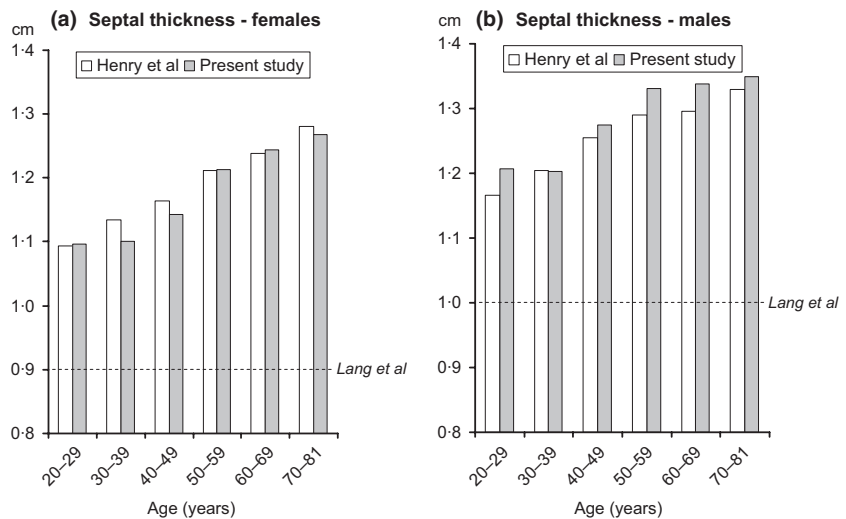 (a) Septal thickness - females
cm
1·4
Henry et al Present study
1·3
1·2
1·1
1·0
0·9
Lang et al
0·8
20–29
30–39
40–49
50–59
60–69
70–81
Age (years)
(b) Septal thickness - males
cm
1·4
Henry et al Present study
1·3
1·2
1·1
1·0
Lang et al
0·9
0·8
20–29
30–39
40–49
50–59
60–69
70–81
Age (years)